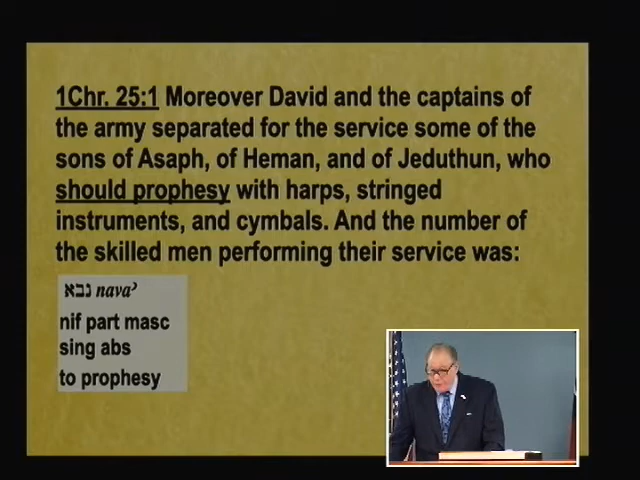 1Chr. 25:1 Moreover David and the captains of
the army separated for the service some of the
sons of Asaph, of Heman, and of Jeduthun, who
should prophesy with harps, stringed
instruments, and cymbals. And the number of
the skilled men performing their service was:
נבא navaʾ
nif part masc
sing abs
to prophesy